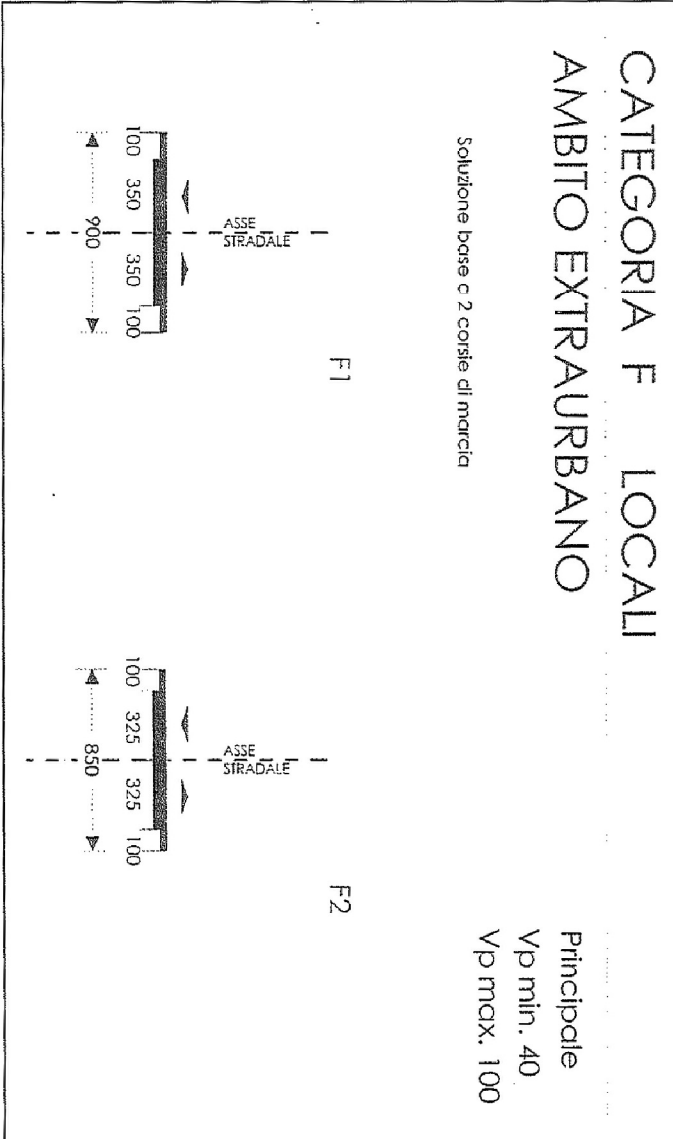 CATEGORIA F LOCALI
AMBITO EXTRAURBANO
Principale
Vp min. 40
Vp max. 100
Soluzione base a 2 corsie di marcia
F1
ASSE
STRADALE
100 350 350 100
900
F2
ASSE
STRADALE
100 325 325 100
850